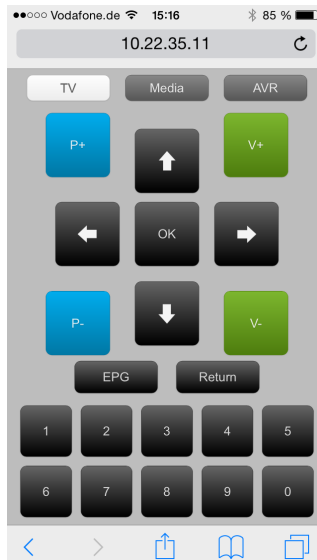 Vodafone.de 15:16 85 %
10.22.35.11
TV Media AVR
P+ V+
OK
P- V-
EPG Return
1 2 3 4 5
6 7 8 9 0